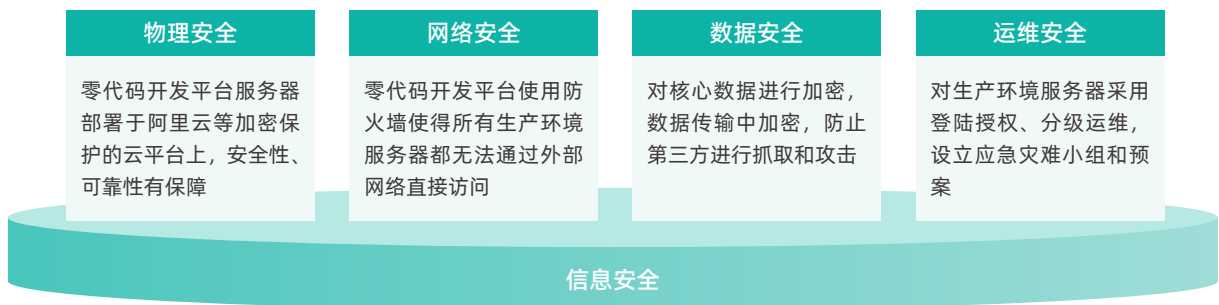 物理安全
零代码开发平台服务器
部署于阿里云等加密保
护的云平台上，安全性、
可靠性有保障
网络安全
零代码开发平台使用防
火墙使得所有生产环境
服务器都无法通过外部
网络直接访问
数据安全
对核心数据进行加密，
数据传输中加密，防止
第三方进行抓取和攻击
运维安全
对生产环境服务器采用
登陆授权、分级运维，
设立应急灾难小组和预
案
信息安全